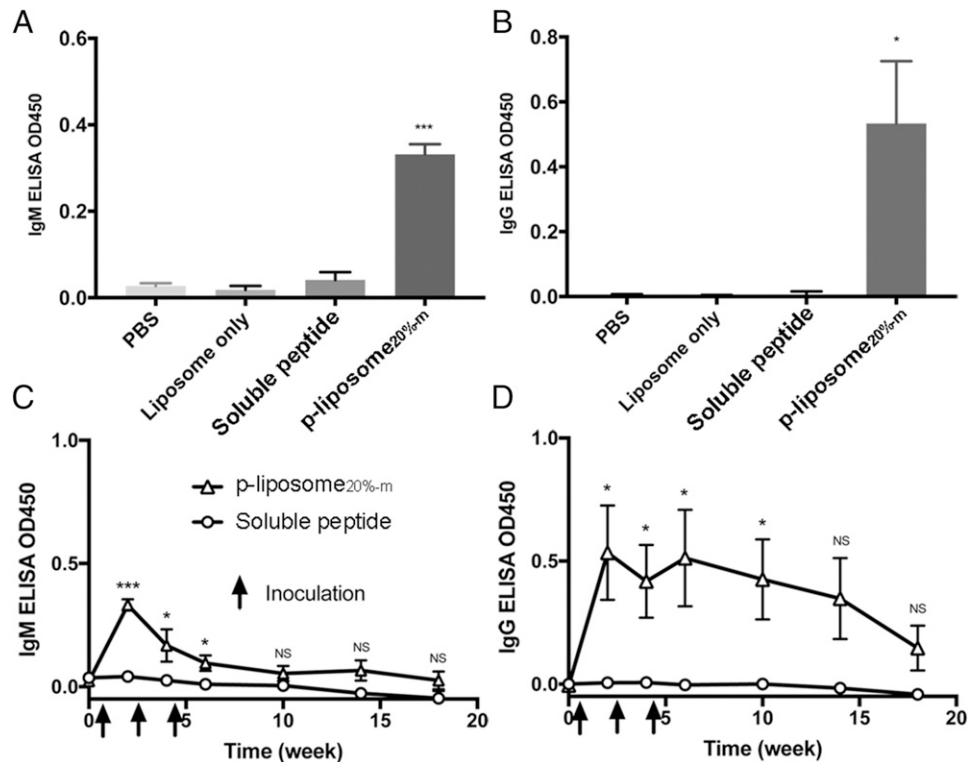 A
IgM ELISA OD450
0.6
0.4
0.2
0.0
***
PBS
Liposome only
Soluble peptide
p-liposome20%-m
B
IgG ELISA OD450
0.8
0.6
0.4
0.2
0.0
*
PBS
Liposome only
Soluble peptide
p-liposome20%-m
C
IgM ELISA OD450
1.0
0.5
0.0
p-liposome20%-m
Soluble peptide
Inoculation
***
*
*
NS
NS
NS
0
10
15
20
Time (week)
D
IgG ELISA OD450
1.0
0.5
0.0
*
*
*
*
NS
NS
0
5
10
15
20
Time (week)